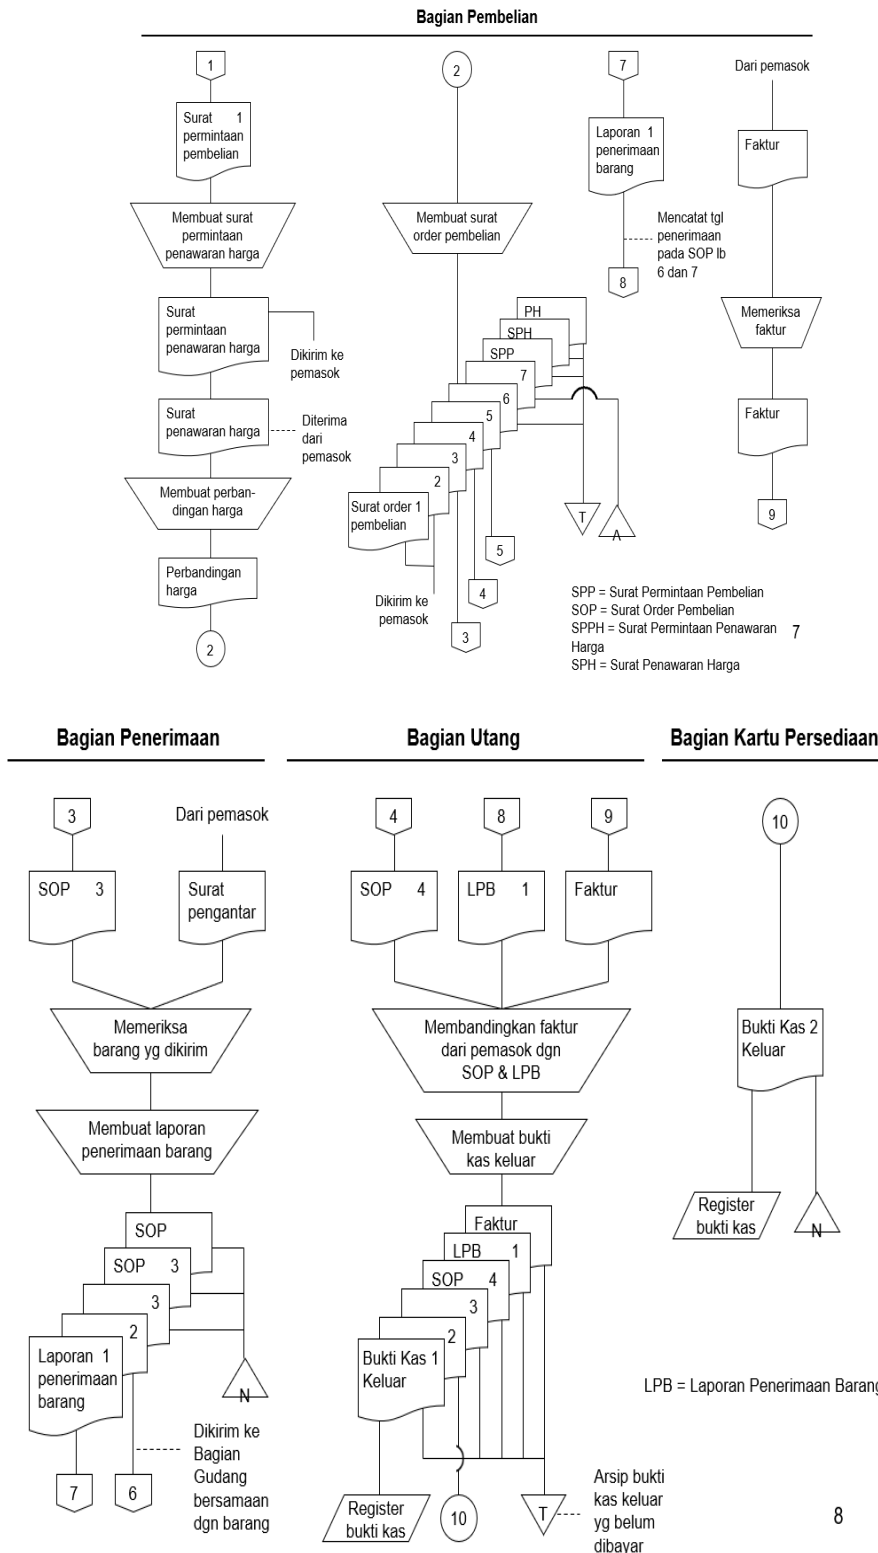 Bagian Pembelian
1
Surat 1
permintaan
pembelian
Membuat surat
permintaan
penawaran harga
Surat
permintaan
penawaran harga
Dikirim ke
pemasok
Surat
penawaran harga
Diterima
dari
pemasok
Membuat perban-
dingan harga
Perbandingan
harga
2
2
Membuat surat
order pembelian
PH
SPH
SPP
7
6
5
4
3
2
Surat order 1
pembelian
Dikirim ke
pemasok
3
4
5
T
A
7
Laporan 1
penerimaan
barang
Mencatat tgl
penerimaan
pada SOP lb
6 dan 7
8
Dari pemasok
Faktur
Memeriksa
faktur
Faktur
9
SPP = Surat Permintaan Pembelian
SOP = Surat Order Pembelian
SPPH = Surat Permintaan Penawaran
Harga
SPH = Surat Penawaran Harga
7
Bagian Penerimaan
3
Dari pemasok
SOP 3
Surat
pengantar
Memeriksa
barang yg dikirim
Membuat laporan
penerimaan barang
SOP
SOP 3
3
2
Laporan 1
penerimaan
barang
N
7
6
Dikirim ke
Bagian
Gudang
bersamaan
dgn barang
Bagian Utang
4
8
9
SOP 4
LPB 1
Faktur
Membandingkan faktur
dari pemasok dgn
SOP & LPB
Membuat bukti
kas keluar
Faktur
LPB 1
SOP 4
3
2
Bukti Kas 1
Keluar
Register
bukti kas
10
T
Arsip bukti
kas keluar
yg belum
dibayar
Bagian Kartu Persediaan
10
Bukti Kas 2
Keluar
Register
bukti kas
N
LPB = Laporan Penerimaan Barang
8